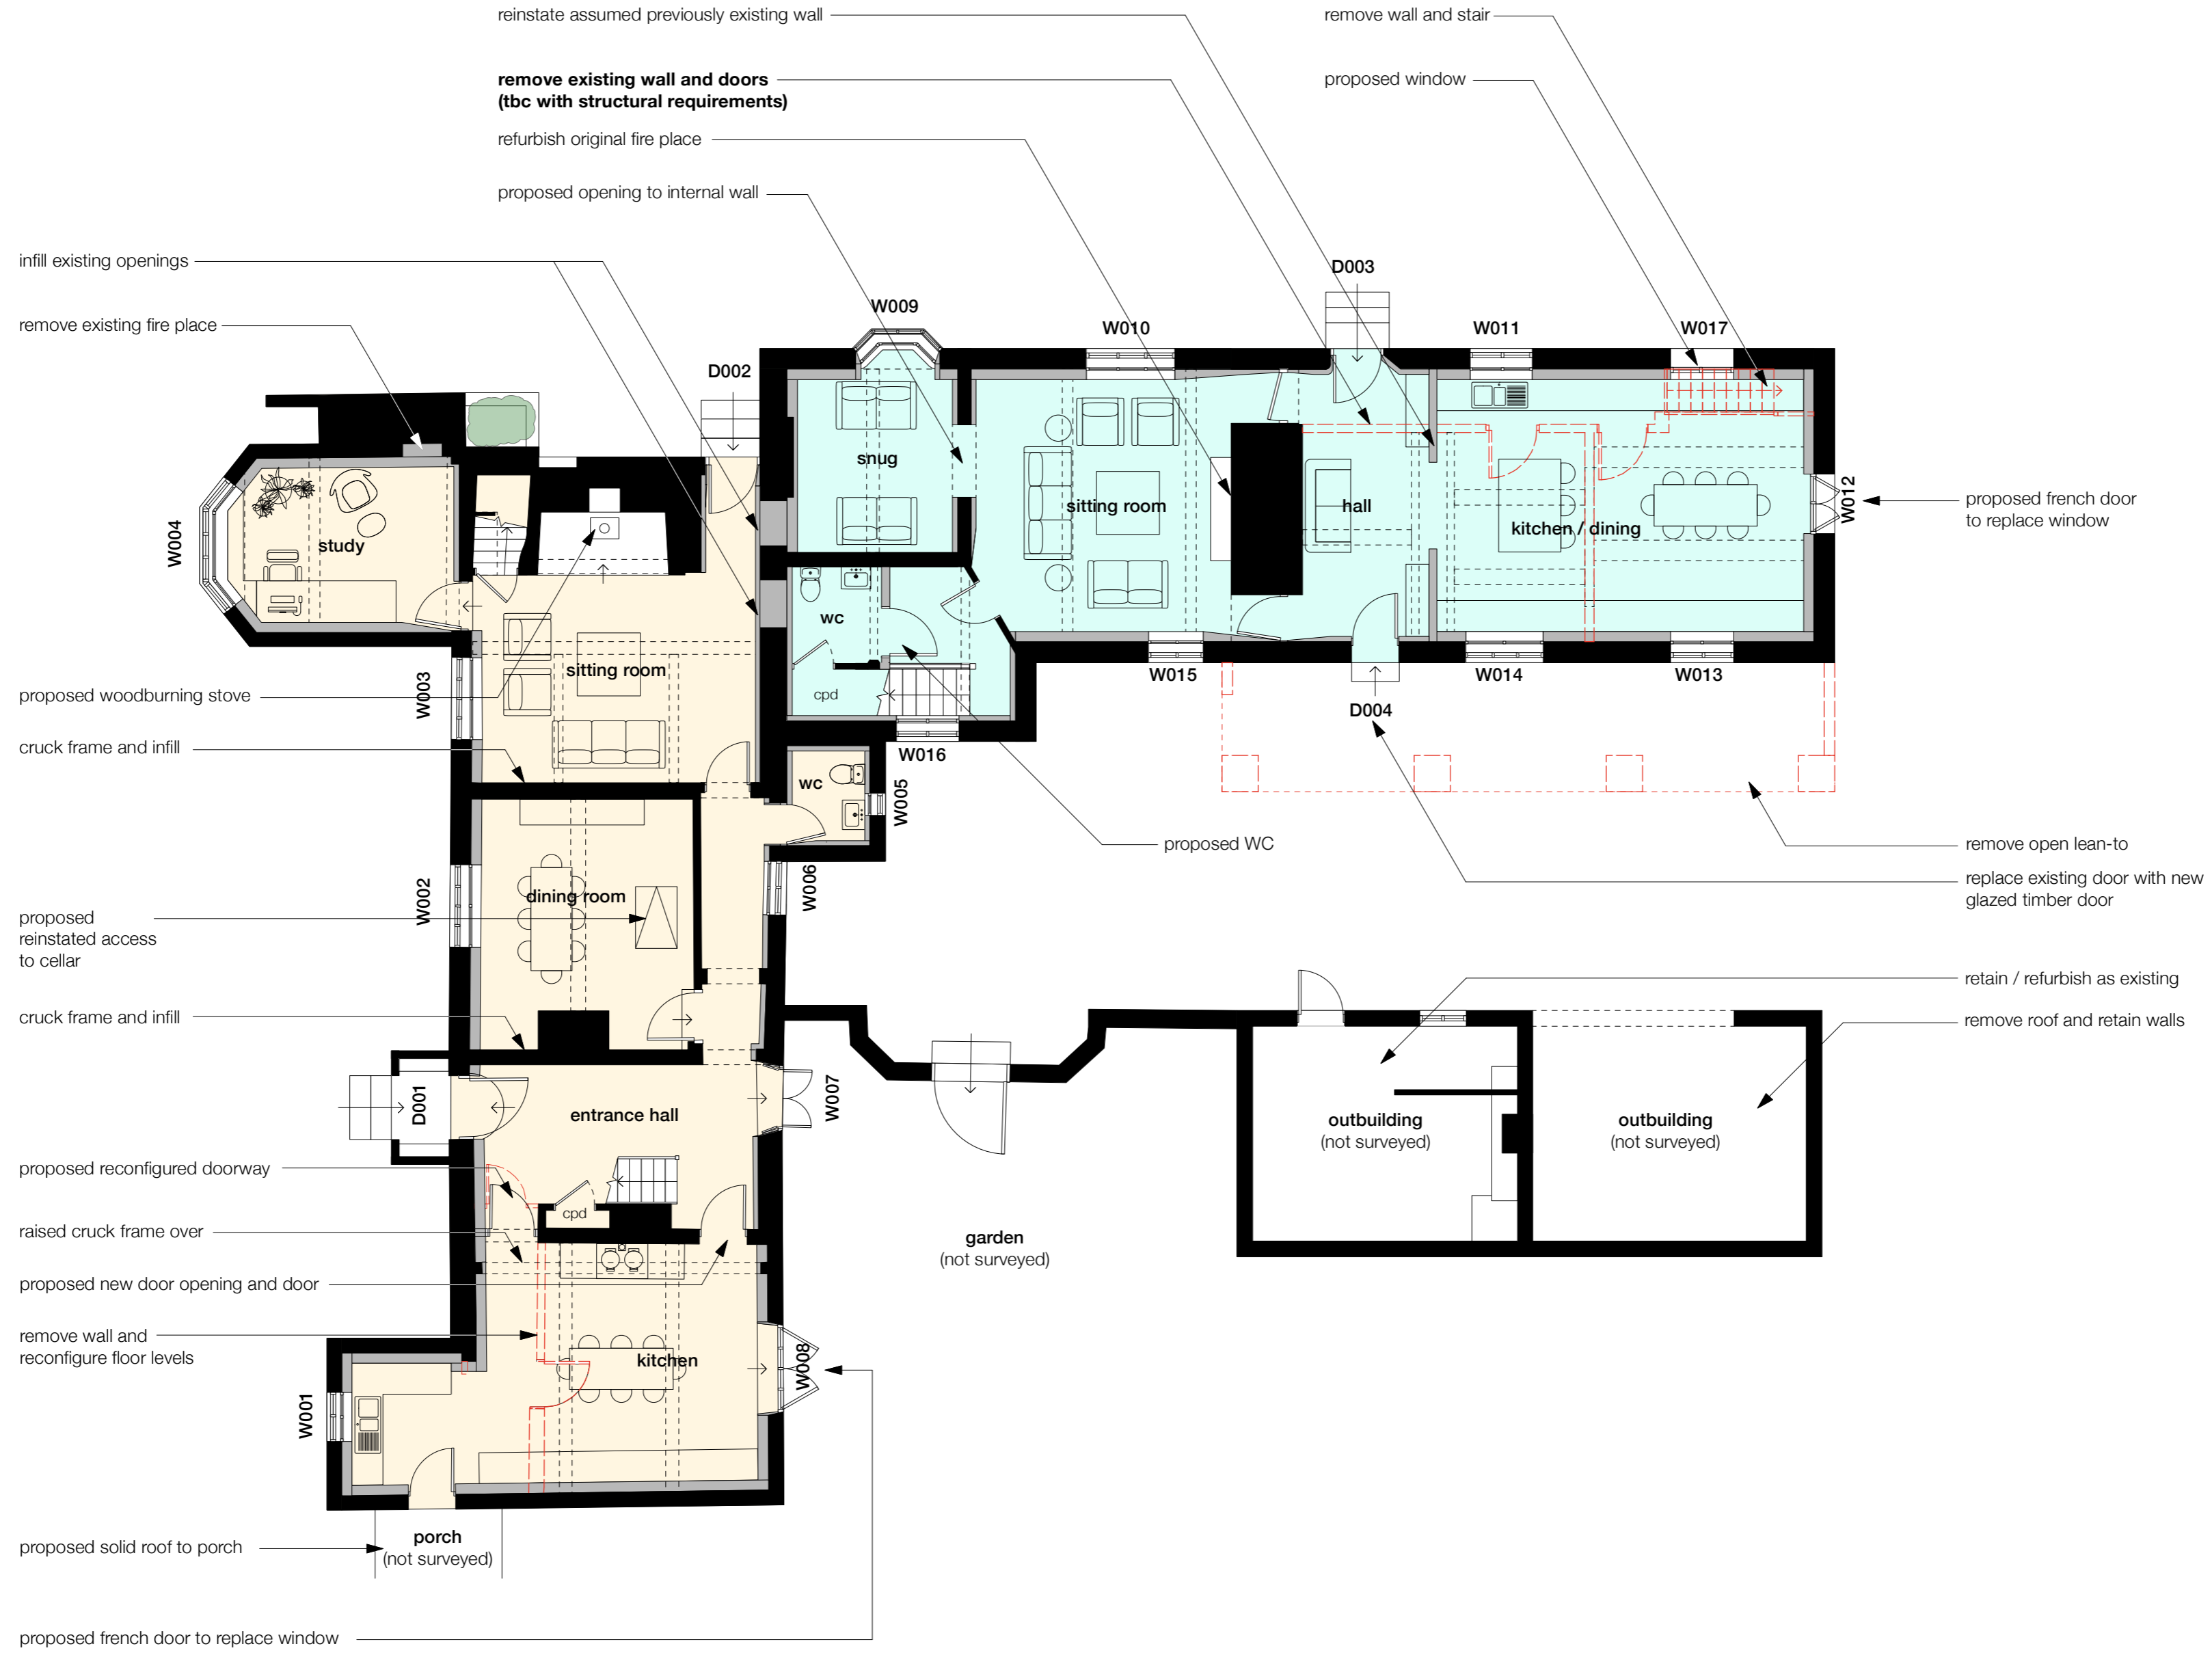 reinstate assumed previously existing wall
remove wall and stair
remove existing wall and doors
(tbc with structural requirements)
proposed window
refurbish original fire place
proposed opening to internal wall
infill existing openings
remove existing fire place
D003
W009
W010
W011
W017
D002
W004
study
snug
sitting room
hall
kitchen / dining
W012
proposed french door
to replace window
wc
cpd
sitting room
W003
proposed woodburning stove
cruck frame and infill
W015
W014
W013
D004
W016
wc
W005
proposed WC
remove open lean-to
replace existing door with new
glazed timber door
W002
dining room
W006
proposed
reinstated access
to cellar
retain / refurbish as existing
remove roof and retain walls
cruck frame and infill
D001
entrance hall
W007
outbuilding
(not surveyed)
outbuilding
(not surveyed)
proposed reconfigured doorway
cpd
raised cruck frame over
garden
(not surveyed)
proposed new door opening and door
remove wall and
reconfigure floor levels
kitchen
W008
W001
porch
(not surveyed)
proposed solid roof to porch
proposed french door to replace window